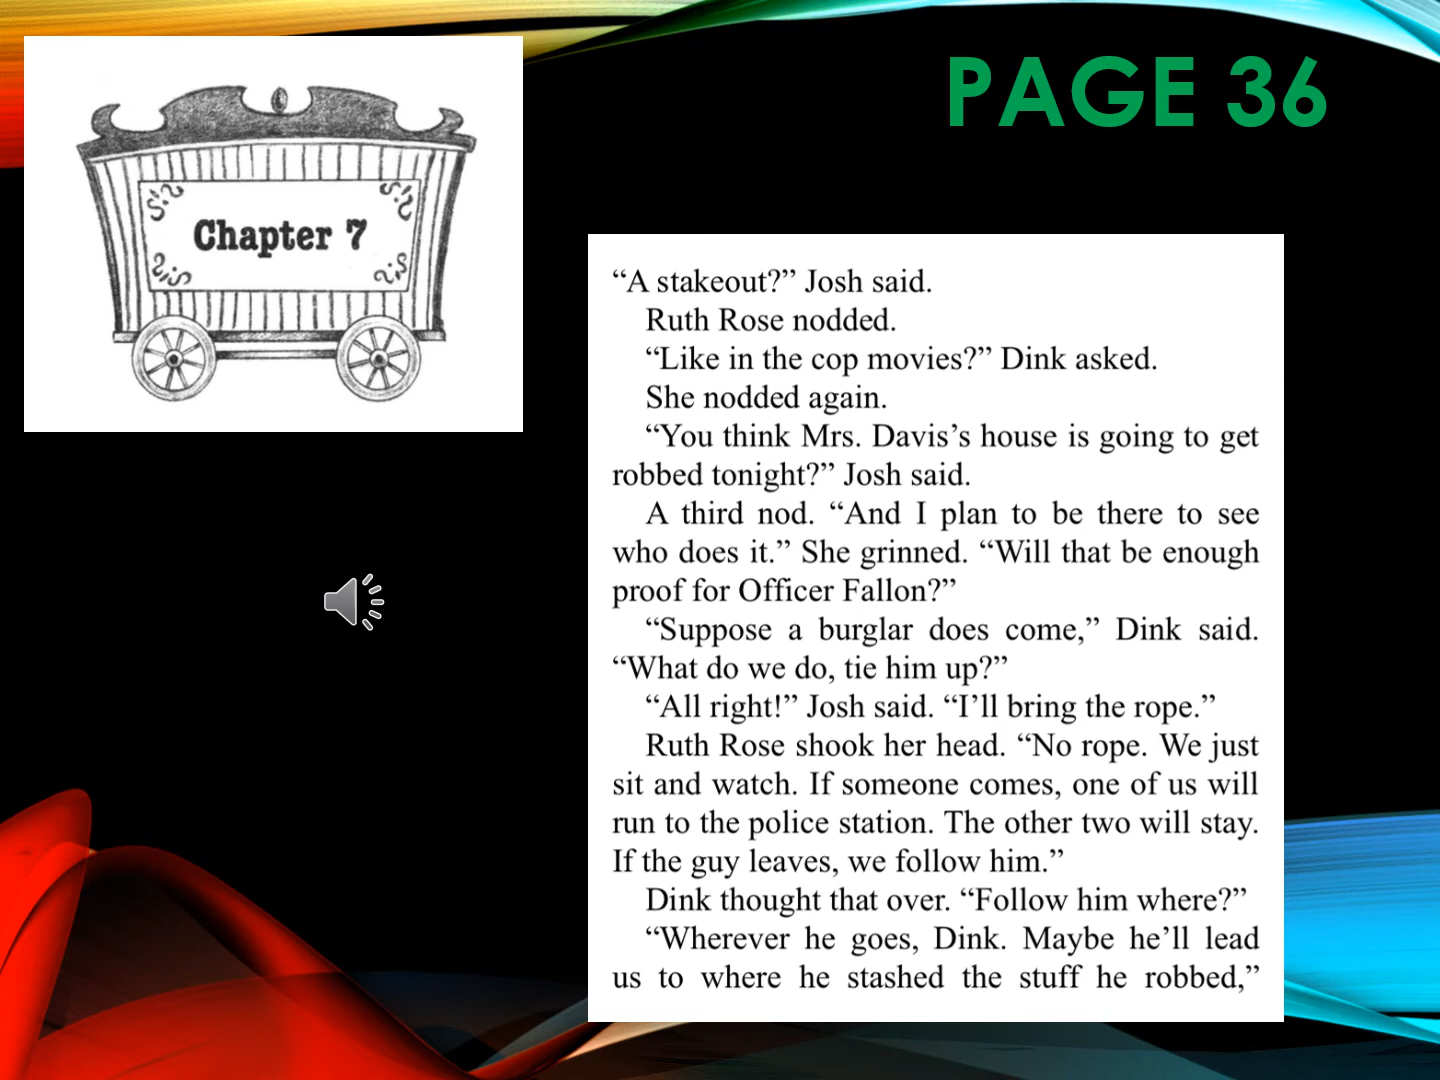 PAGE 36
Chapter 7
“A stakeout?” Josh said.
Ruth Rose nodded.
“Like in the cop movies?” Dink asked.
She nodded again.
“You think Mrs. Davis’s house is going to get
robbed tonight?” Josh said.
A third nod. “And I plan to be there to see
who does it.” She grinned. “Will that be enough
proof for Officer Fallon?”
“Suppose a burglar does come,” Dink said.
“What do we do, tie him up?”
“All right!” Josh said. “I’ll bring the rope.”
Ruth Rose shook her head. “No rope. We just
sit and watch. If someone comes, one of us will
run to the police station. The other two will stay.
If the guy leaves, we follow him.”
Dink thought that over. “Follow him where?”
“Wherever he goes, Dink. Maybe he’ll lead
us to where he stashed the stuff he robbed,”